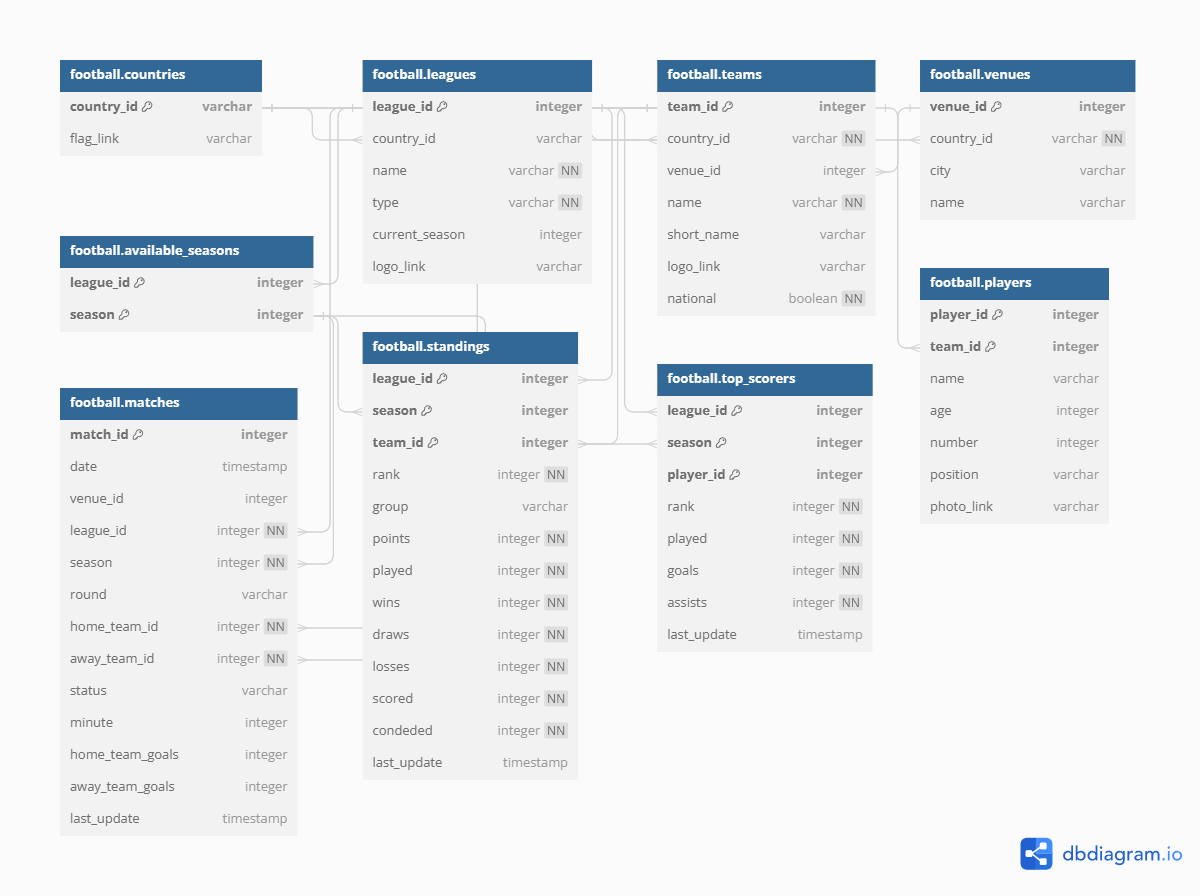 football.countries
country_id varchar
flag_link varchar
football.leagues
league_id integer
country_id varchar
name varchar NN
type varchar NN
current_season integer
logo_link varchar
football.teams
team_id integer
country_id varchar NN
venue_id integer
name varchar NN
short_name varchar
logo_link varchar
national boolean NN
football.venues
venue_id integer
country_id varchar NN
city varchar
name varchar
football.available_seasons
league_id integer
season integer
football.players
player_id integer
team_id integer
name varchar
age integer
number integer
position varchar
photo_link varchar
football.standings
league_id integer
season integer
team_id integer
rank integer NN
group varchar
points integer NN
played integer NN
wins integer NN
draws integer NN
losses integer NN
scored integer NN
condeded integer NN
last_update timestamp
football.top_scorers
league_id integer
season integer
player_id integer
rank integer NN
played integer NN
goals integer NN
assists integer NN
last_update timestamp
football.matches
match_id integer
date timestamp
venue_id integer
league_id integer NN
season integer NN
round varchar
home_team_id integer NN
away_team_id integer NN
status varchar
minute integer
home_team_goals integer
away_team_goals integer
last_update timestamp
dbdiagram.io